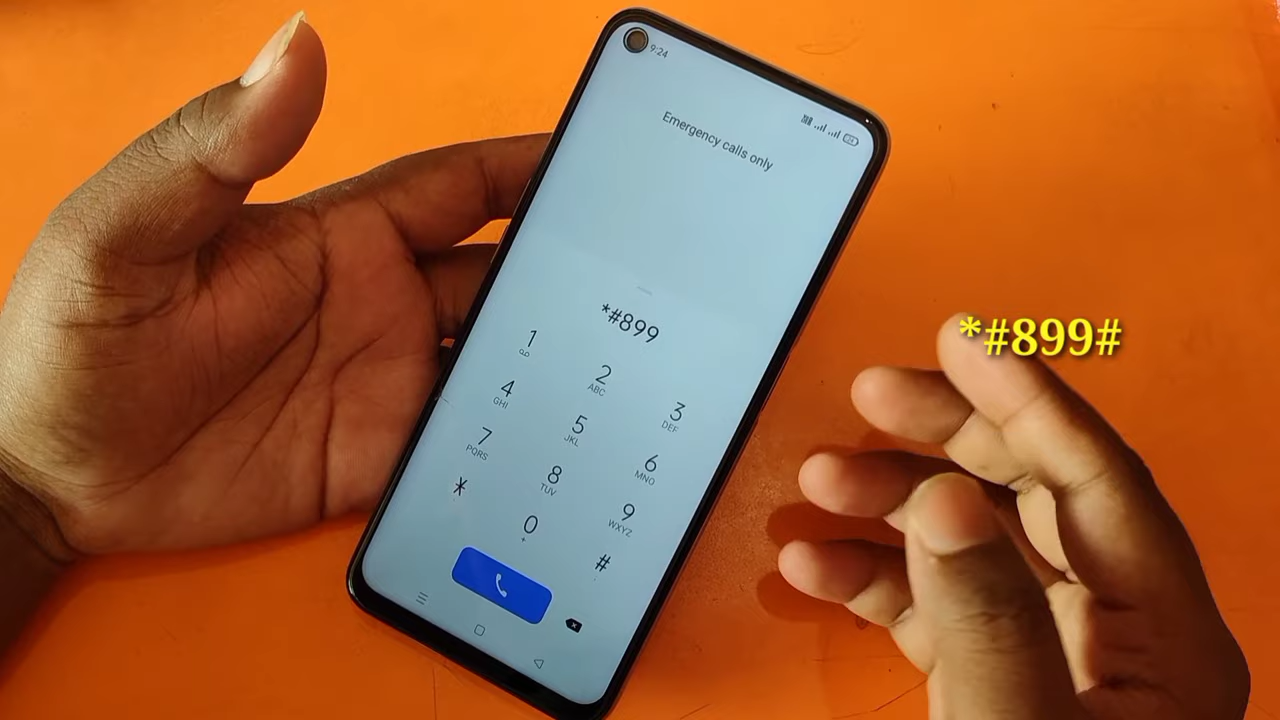 9:24
Emergency calls only
*#899
*#899#
1
2 ABC
3 DEF
4 GHI
5 JKL
6 MNO
7 PQRS
8 TUV
9 WXYZ
*
0 +
#